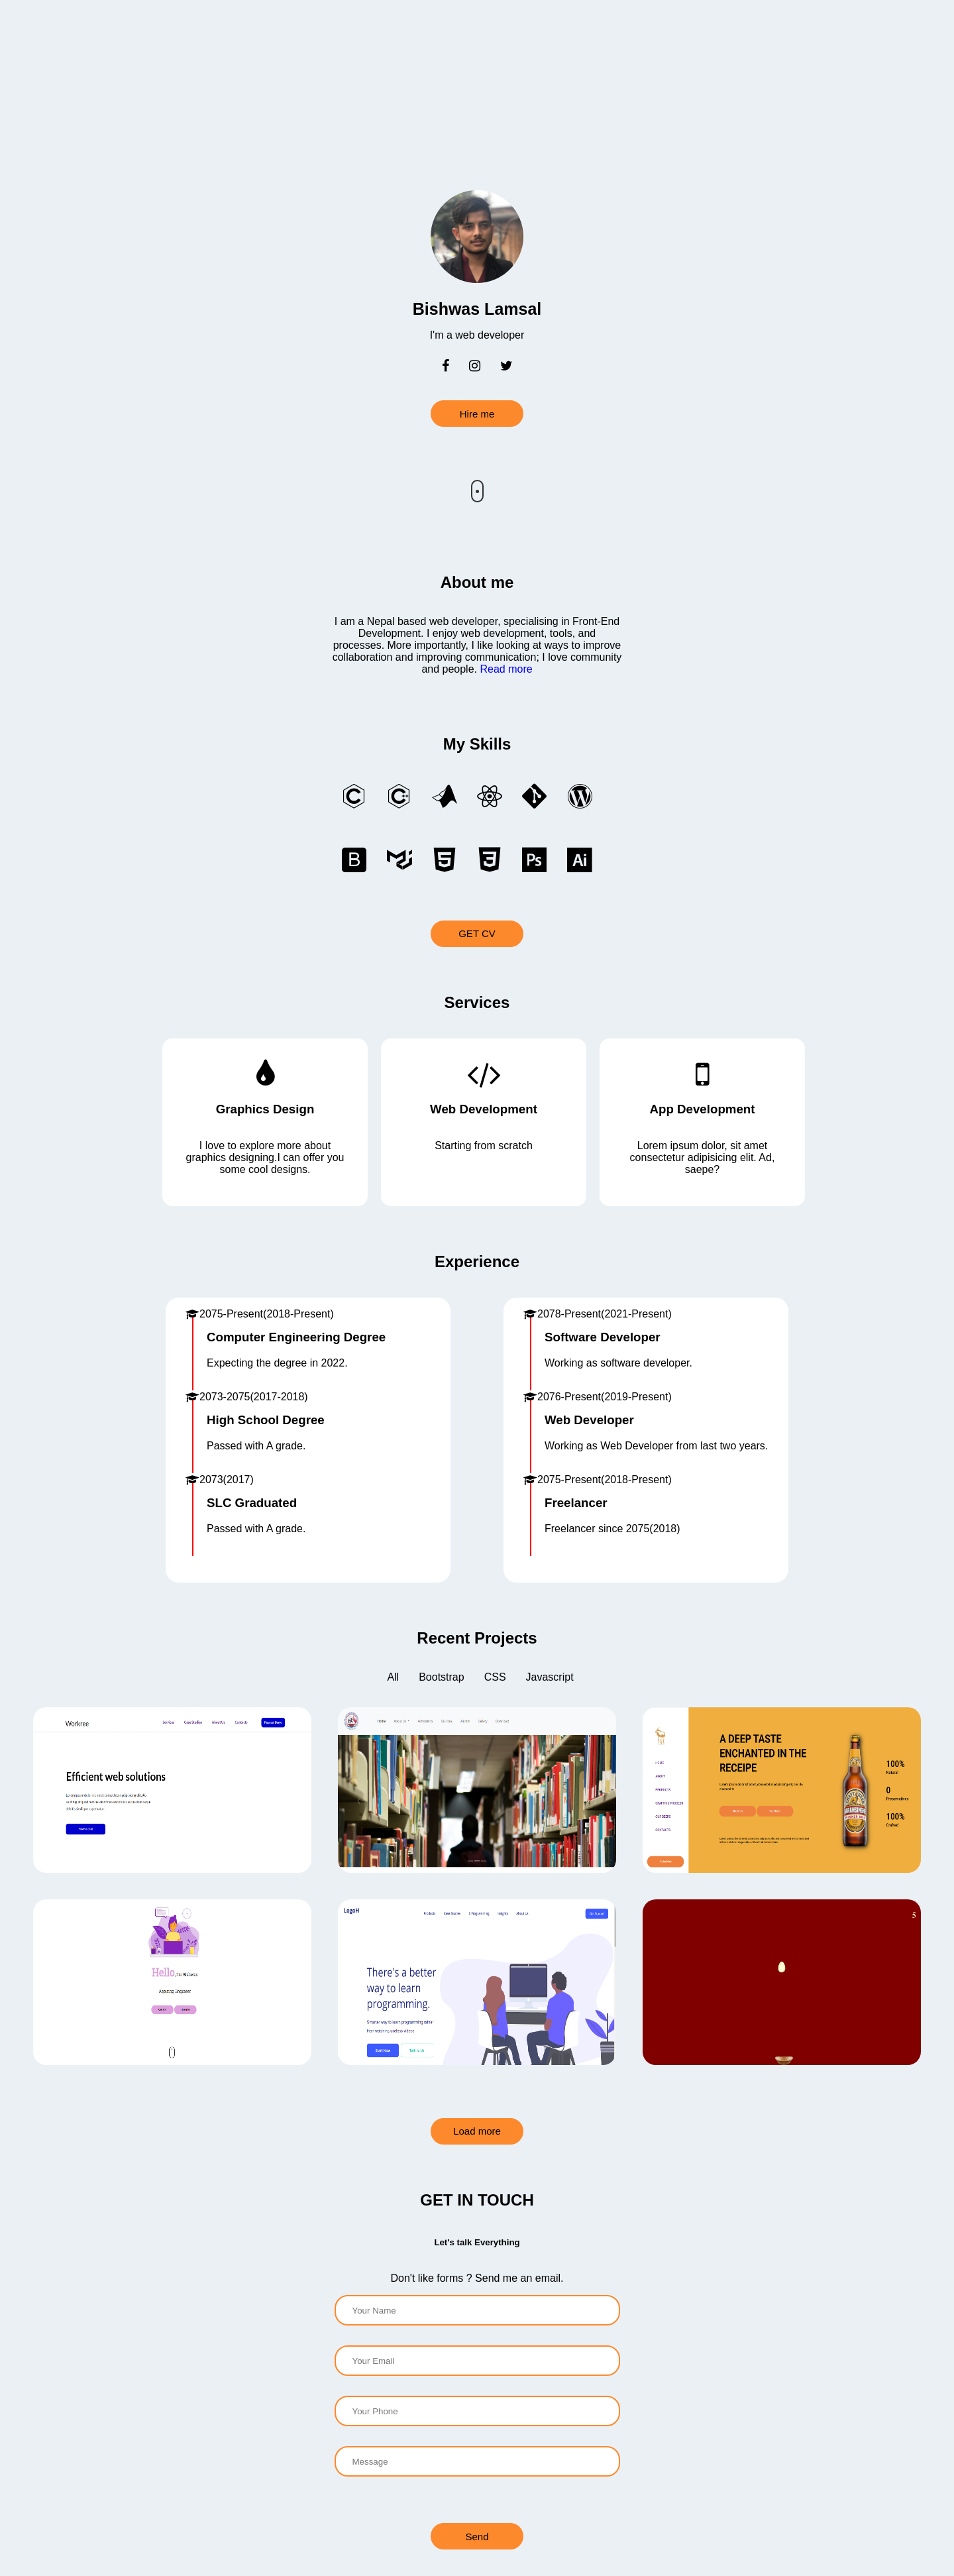 Bishwas Lamsal
I'm a web developer
Hire me
About me
I am a Nepal based web developer, specialising in Front-End
Development. I enjoy web development, tools, and
processes. More importantly, I like looking at ways to improve
collaboration and improving communication; I love community
and people. Read more
My Skills
GET CV
Services
Graphics Design
I love to explore more about
graphics designing.I can offer you
some cool designs.
Web Development
Starting from scratch
App Development
Lorem ipsum dolor, sit amet
consectetur adipisicing elit. Ad,
saepe?
Experience
2075-Present(2018-Present)
Computer Engineering Degree
Expecting the degree in 2022.
2073-2075(2017-2018)
High School Degree
Passed with A grade.
2073(2017)
SLC Graduated
Passed with A grade.
2078-Present(2021-Present)
Software Developer
Working as software developer.
2076-Present(2019-Present)
Web Developer
Working as Web Developer from last two years.
2075-Present(2018-Present)
Freelancer
Freelancer since 2075(2018)
Recent Projects
All Bootstrap CSS Javascript
Workree
Efficient web solutions
A DEEP TASTE
ENCHANTED IN THE
RECEIPE
100%
Natural
0
Preservatives
100%
Crafted
HOME
ABOUT
PRODUCTS
CAREERS
CONTACTS
Hello
LogoH
There's a better
way to learn
programming.
5
Load more
GET IN TOUCH
Let's talk Everything
Don't like forms ? Send me an email.
Your Name
Your Email
Your Phone
Message
Send